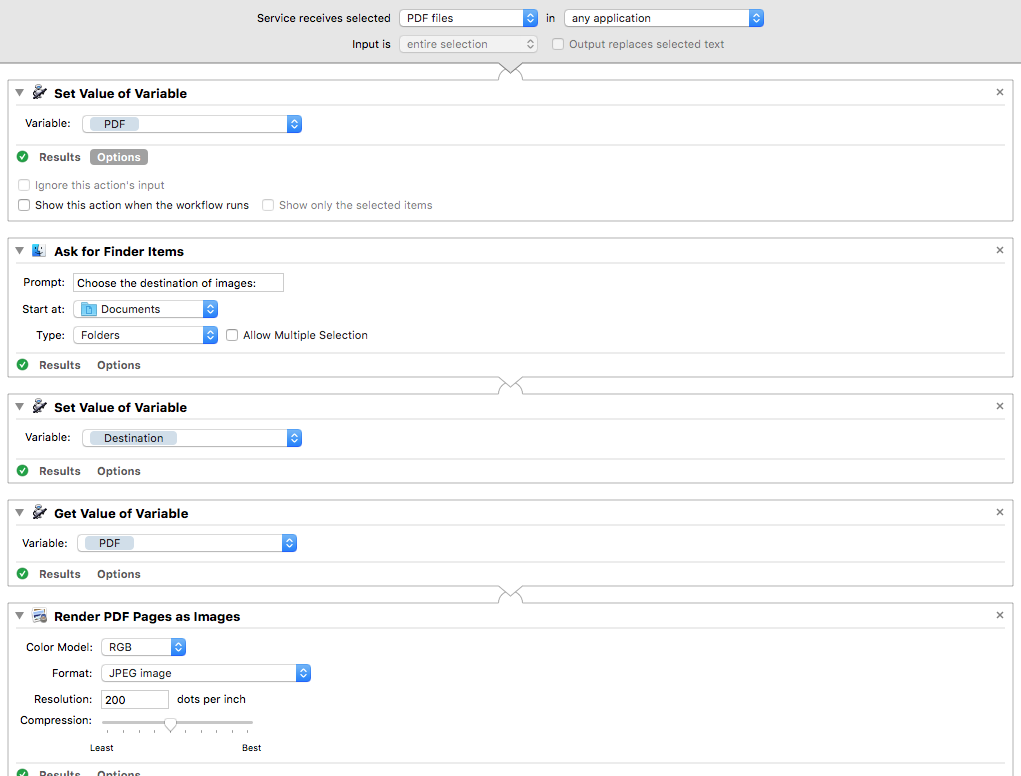 Service receives selected PDF files in any application
Input is entire selection Output replaces selected text
Set Value of Variable
Variable: PDF
Results Options
Ignore this action's input
Show this action when the workflow runs Show only the selected items
Ask for Finder Items
Prompt: Choose the destination of images:
Start at: Documents
Type: Folders Allow Multiple Selection
Results Options
Set Value of Variable
Variable: Destination
Results Options
Get Value of Variable
Variable: PDF
Results Options
Render PDF Pages as Images
Color Model: RGB
Format: JPEG image
Resolution: 200 dots per inch
Compression:
Least Best
Results Options